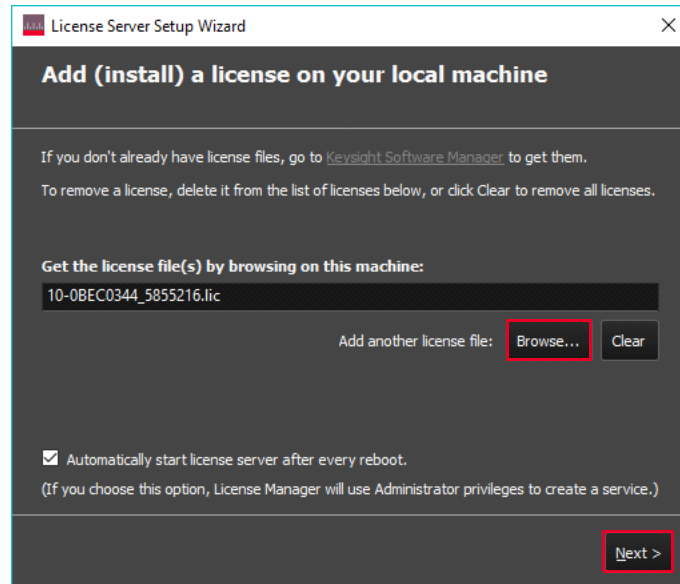 License Server Setup Wizard
Add (install) a license on your local machine
If you don't already have license files, go to Keysight Software Manager to get them.
To remove a license, delete it from the list of licenses below, or click Clear to remove all licenses.
Get the license file(s) by browsing on this machine:
10-0BEC0344_5855216.lic
Add another license file: Browse... Clear
Automatically start license server after every reboot.
(If you choose this option, License Manager will use Administrator privileges to create a service.)
Next >